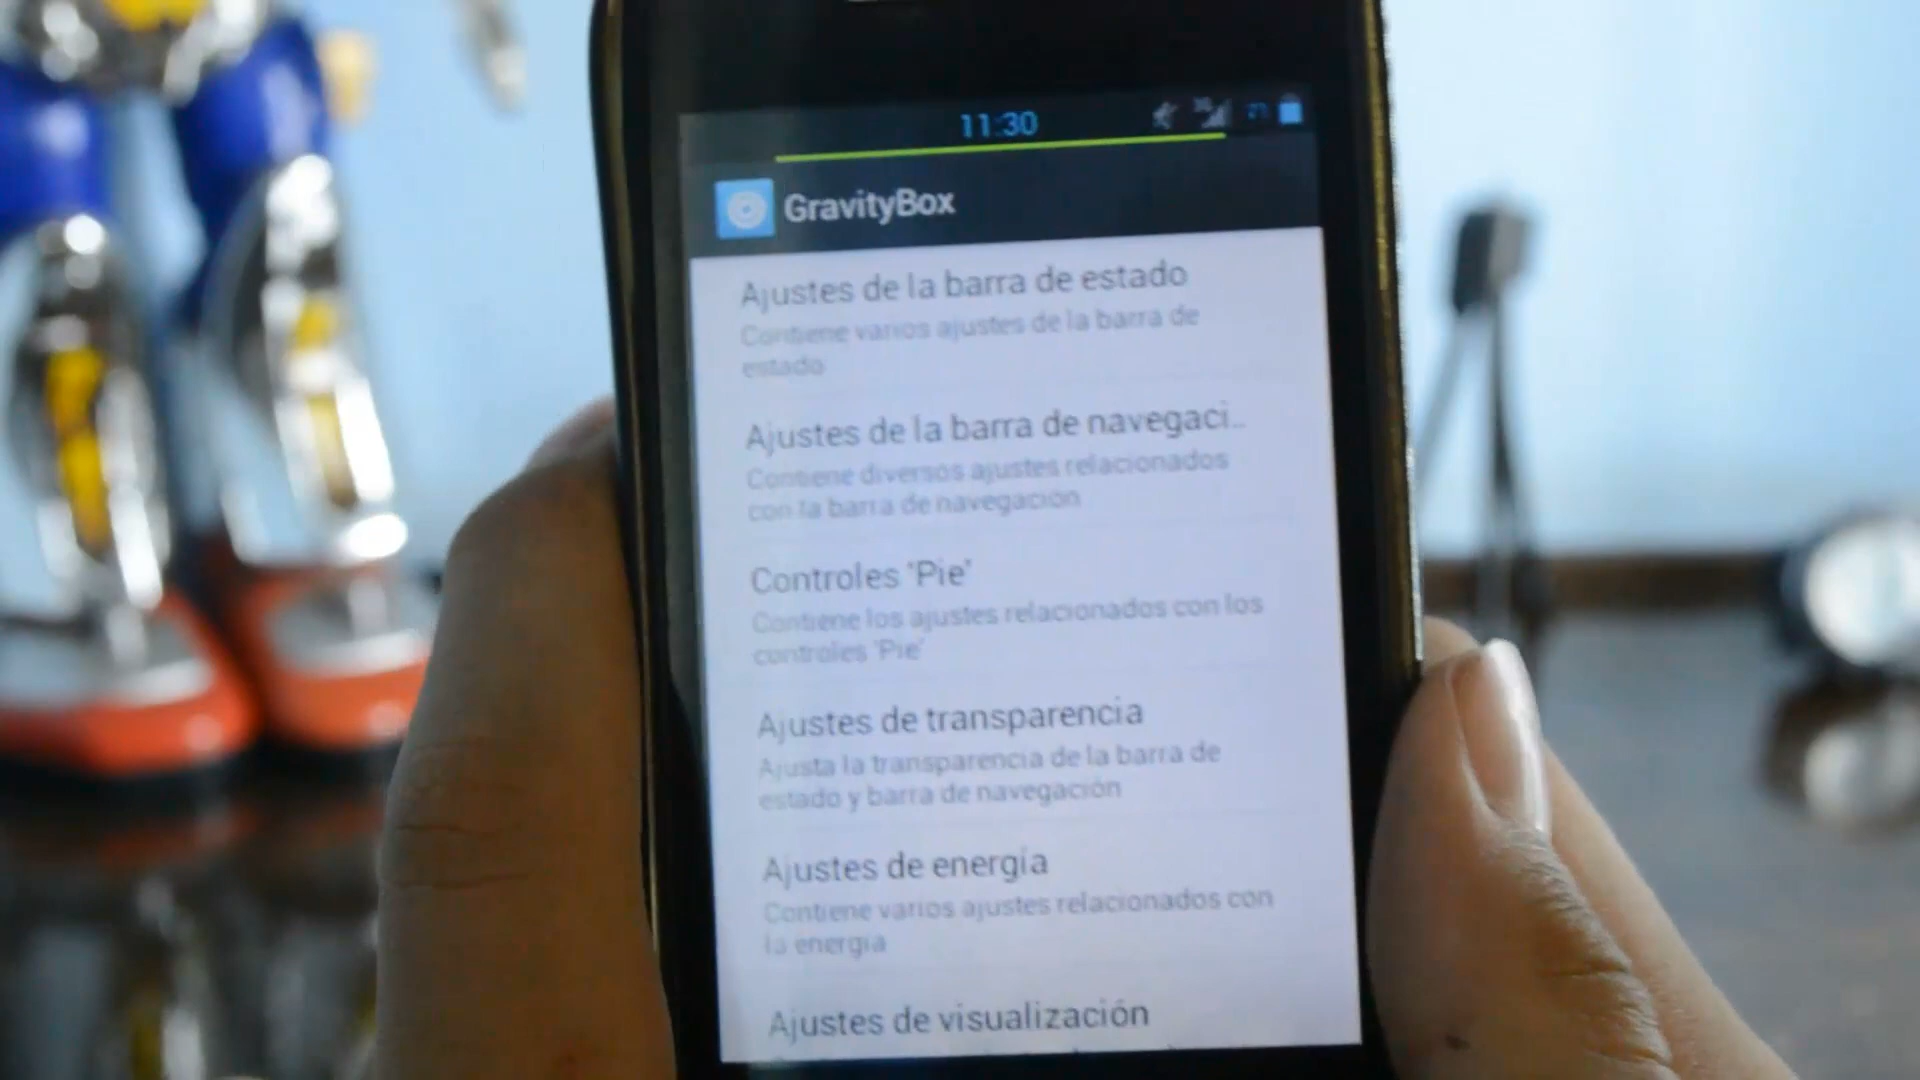 11:30
GravityBox
Ajustes de la barra de estado
Contiene varios ajustes de la barra de
estado
Ajustes de la barra de navegaci..
Contiene diversos ajustes relacionados
con la barra de navegación
Controles 'Pie'
Contiene los ajustes relacionados con los
controles 'Pie'
Ajustes de transparencia
Ajusta la transparencia de la barra de
estado y barra de navegación
Ajustes de energía
Contiene varios ajustes relacionados con
la energía
Ajustes de visualización